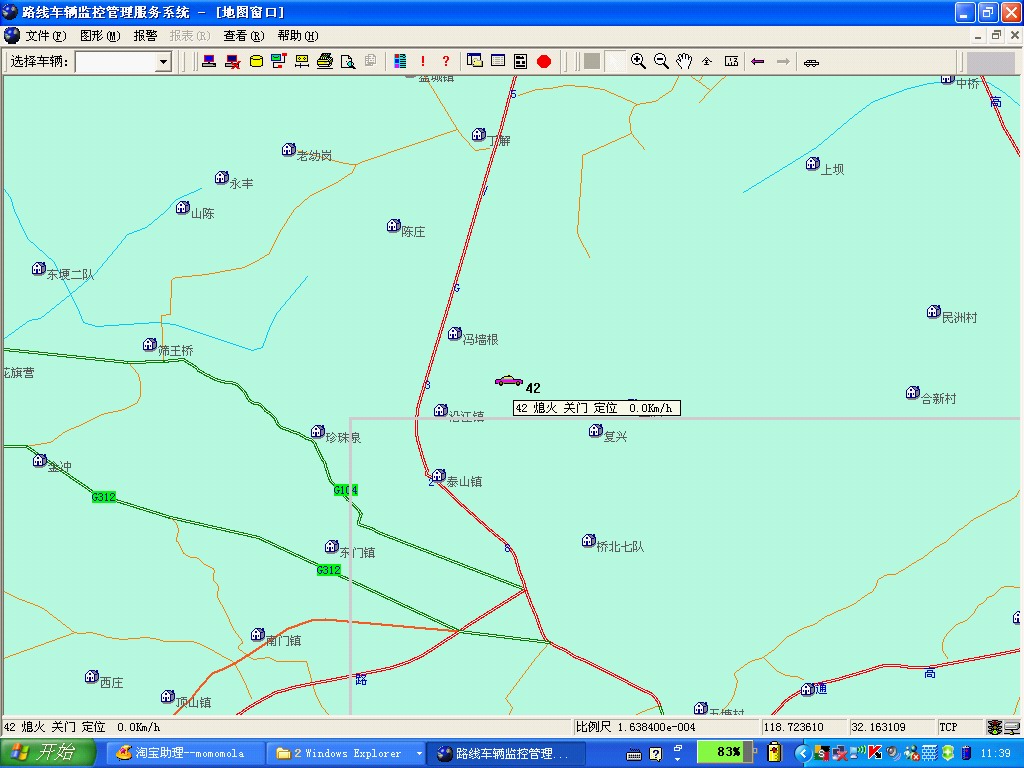 路线车辆监控管理服务系统 - [地图窗口]
文件(F) 图形(M) 报警 报表(R) 查看(Q) 帮助(H)
选择车辆:
盘城镇
中桥
5
高
丁解
老幼岗
上坝
永丰
7
山陈
陈庄
东埂二队
6
民洲村
冯墙根
筛王桥
花旗营
3
42
合新村
42 熄火 关门 定位 0.0Km/h
沿江镇
珍珠泉
复兴
金冲
2
泰山镇
G104
G312
桥北七队
东门镇
8
G312
南门镇
高
西庄
路
通
顶山镇
五塘村
42 熄火 关门 定位 0.0Km/h
比例尺 1.638400e-004
118.723610
32.163109
TCP
开始
淘宝助理--momomola
2 Windows Explorer
路线车辆监控管理...
83%
11:39